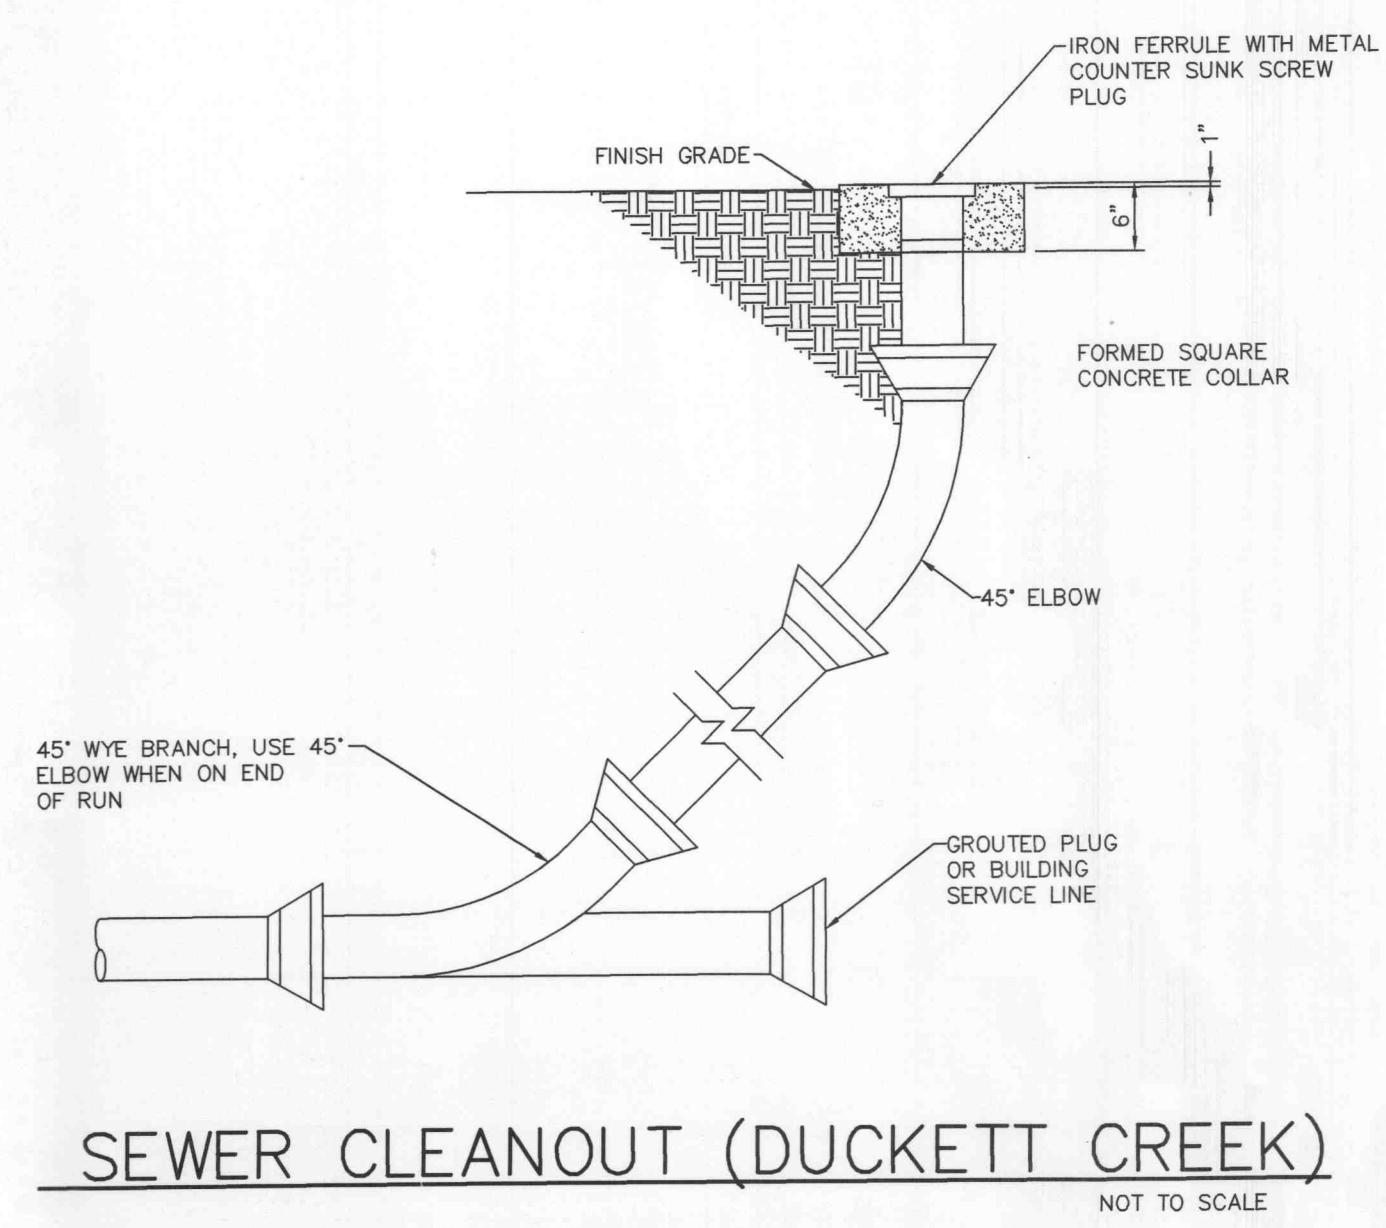 IRON FERRULE WITH METAL
COUNTER SUNK SCREW
PLUG
1"
FINISH GRADE
6"
FORMED SQUARE
CONCRETE COLLAR
45° ELBOW
45° WYE BRANCH, USE 45°
ELBOW WHEN ON END
OF RUN
GROUTED PLUG
OR BUILDING
SERVICE LINE
SEWER CLEANOUT (DUCKETT CREEK)
NOT TO SCALE